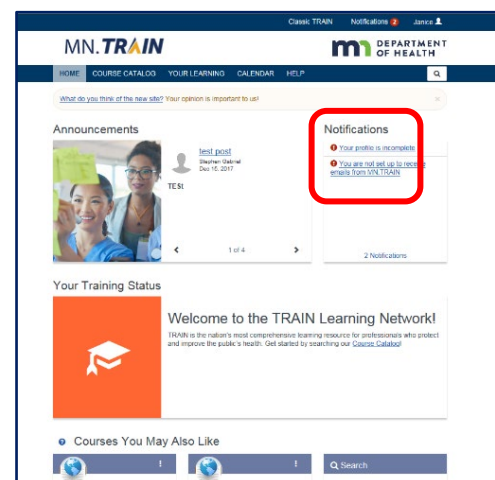 Classic TRAIN Notifications 2 Janice
MN.TRAIN
DEPARTMENT
OF HEALTH
HOME COURSE CATALOG YOUR LEARNING CALENDAR HELP
What do you think of the new site? Your opinion is important to us!
Announcements
test post
Stephen Gabriel
Dec 15, 2017
TESt
1 of 4
Notifications
Your profile is incomplete
You are not set up to receive
emails from MN.TRAIN
2 Notifications
Your Training Status
Welcome to the TRAIN Learning Network!
TRAIN is the nation's most comprehensive learning resource for professionals who protect
and improve the public's health. Get started by searching our Course Catalog!
Courses You May Also Like
Search